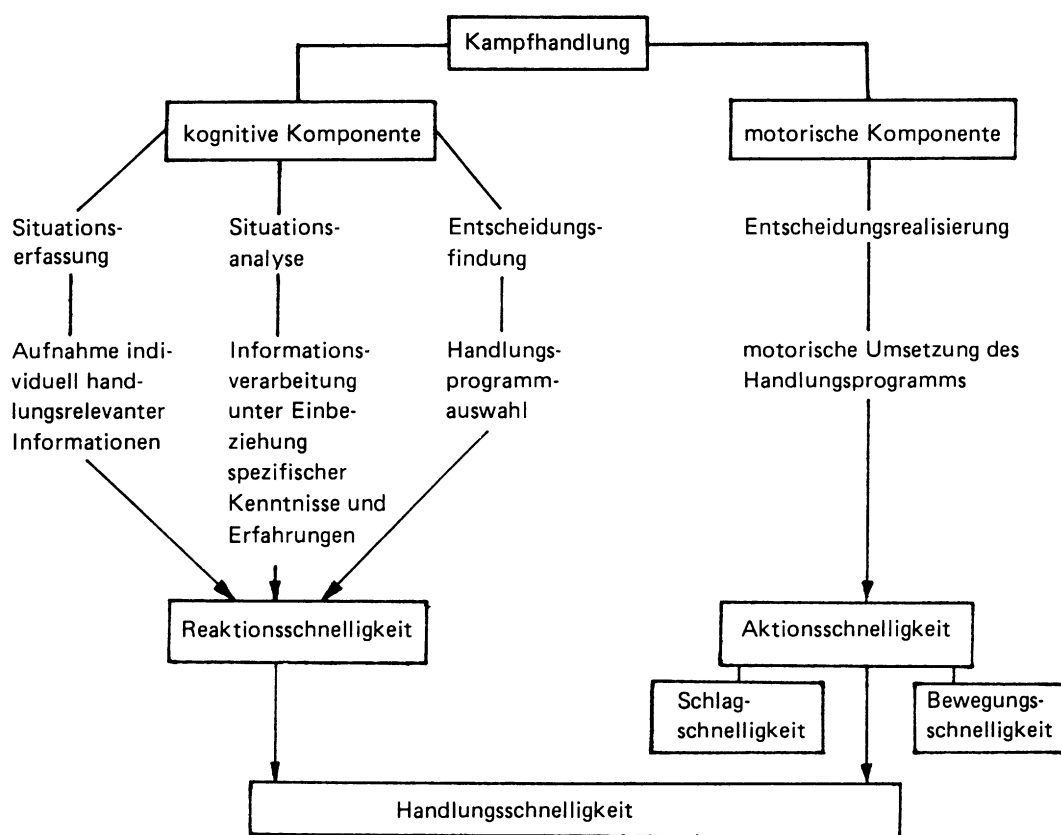 Kampfhandlung
kognitive Komponente
motorische Komponente
Situations-
erfassung
Situations-
analyse
Entscheidungs-
findung
Entscheidungsrealisierung
Aufnahme indi-
viduell hand-
lungsrelevanter
Informationen
Informations-
verarbeitung
unter Einbe-
ziehung
spezifischer
Kenntnisse und
Erfahrungen
Handlungs-
programm-
auswahl
motorische Umsetzung des
Handlungsprogramms
Reaktionsschnelligkeit
Aktionsschnelligkeit
Schlag-
schnelligkeit
Bewegungs-
schnelligkeit
Handlungsschnelligkeit